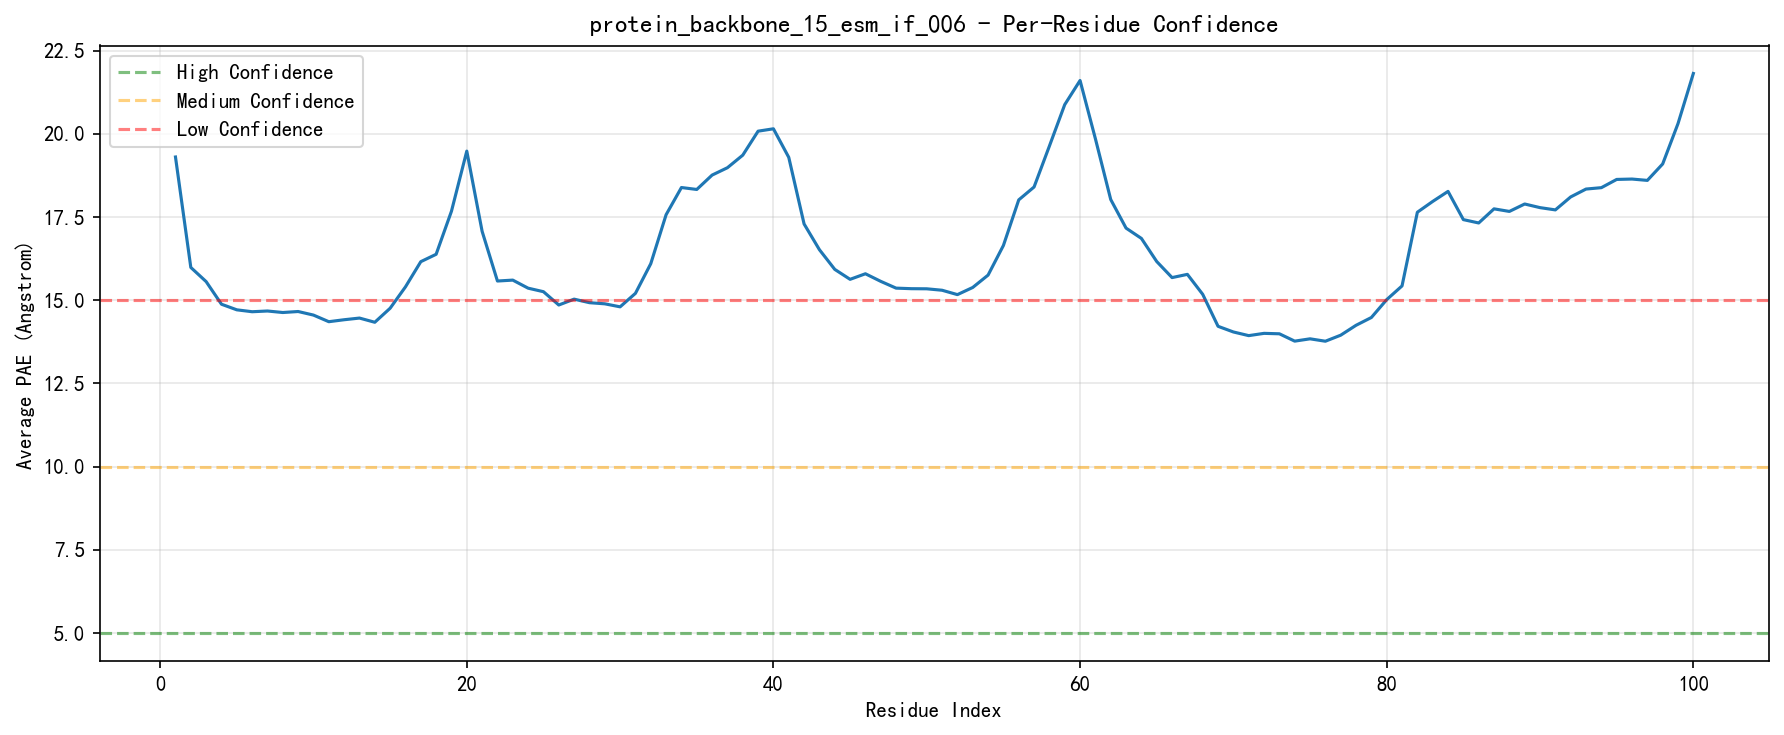 protein_backbone_15_esm_if_006 - Per-Residue Confidence
High Confidence
Medium Confidence
Low Confidence
Average PAE (Angstrom)
22.5
20.0
17.5
15.0
12.5
10.0
7.5
5.0
0 20 40 60 80 100
Residue Index